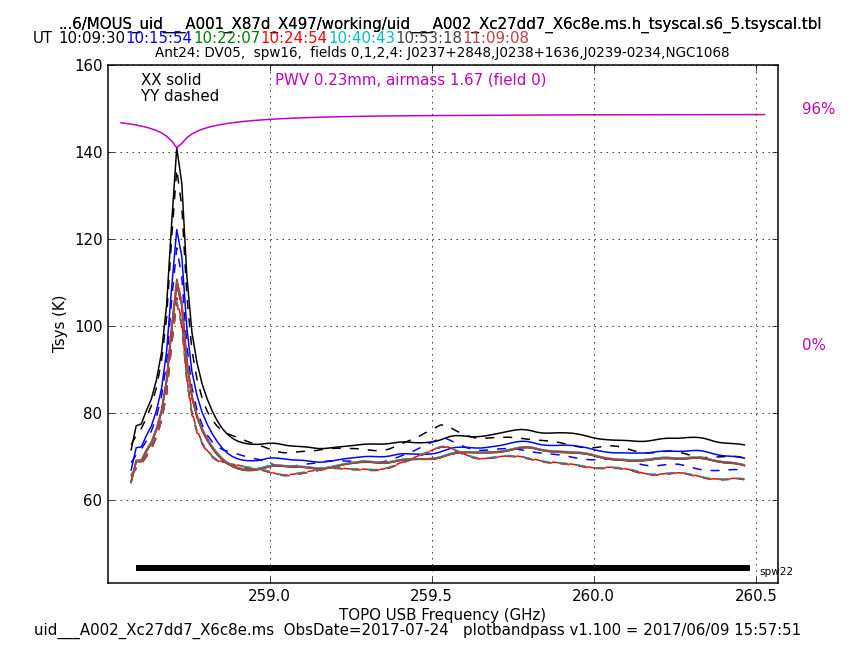 ...6/MOUS_uid___A001_X87d_X497/working/uid___A002_Xc27dd7_X6c8e.ms.h_tsyscal.s6_5.tsyscal.tbl
UT 10:09:30 10:15:54 10:22:07 10:24:54 10:40:43 10:53:18 11:09:08
Ant24: DV05,  spw16,  fields 0,1,2,4: J0237+2848,J0238+1636,J0239-0234,NGC1068
160
XX solid
PWV 0.23mm, airmass 1.67 (field 0)
YY dashed
96%
140
120
Tsys (K)
100
0%
80
60
spw22
259.0 259.5 260.0 260.5
TOPO USB Frequency (GHz)
uid___A002_Xc27dd7_X6c8e.ms  ObsDate=2017-07-24   plotbandpass v1.100 = 2017/06/09 15:57:51